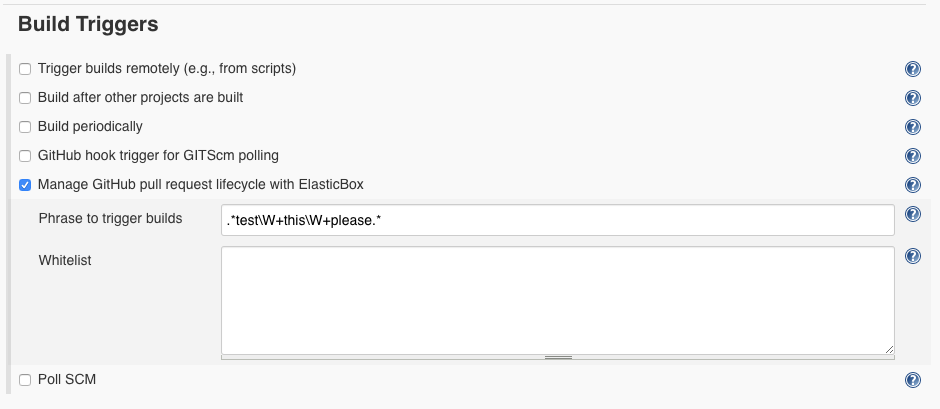 Build Triggers
Trigger builds remotely (e.g., from scripts)
Build after other projects are built
Build periodically
GitHub hook trigger for GITScm polling
Manage GitHub pull request lifecycle with ElasticBox
Phrase to trigger builds .*test\W+this\W+please.*
Whitelist
Poll SCM